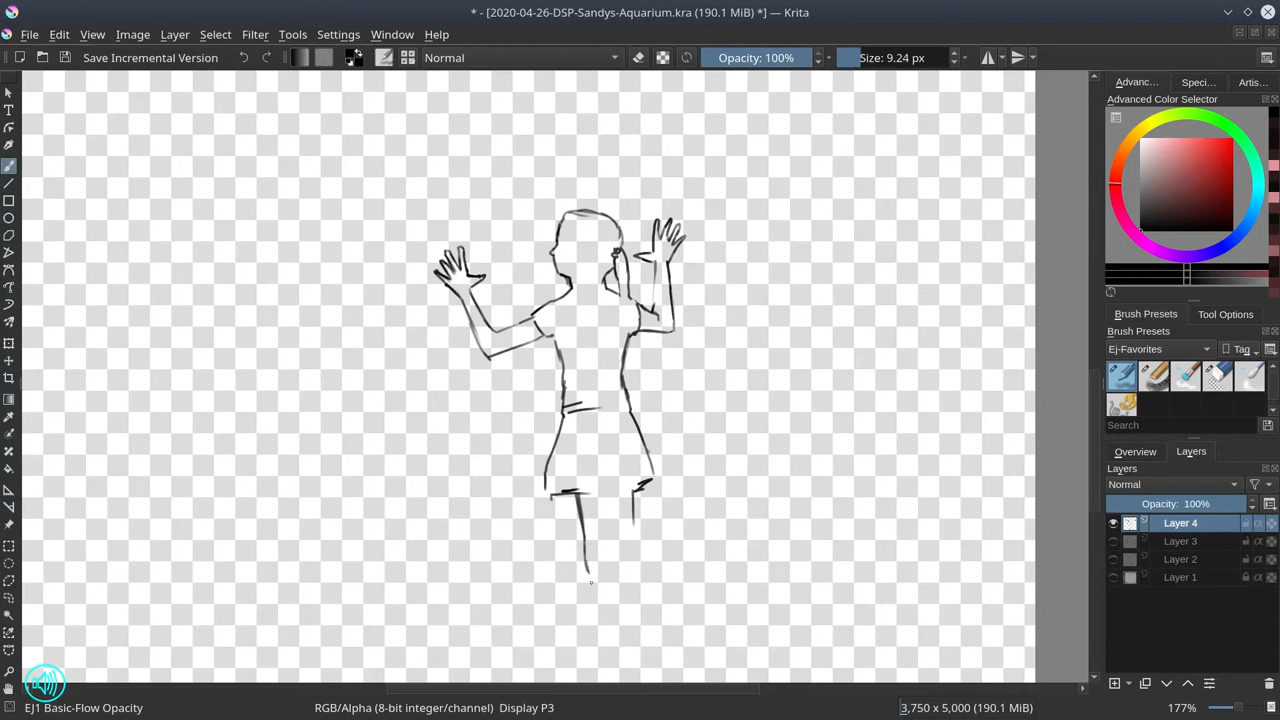 * - [2020-04-26-DSP-Sandys-Aquarium.kra (190.1 MiB) *] — Krita
File Edit View Image Layer Select Filter Tools Settings Window Help
Save Incremental Version Normal Opacity: 100% Size: 9.24 px
Advanc... Speci... Artis...
Advanced Color Selector
Brush Presets Tool Options
Brush Presets
Ej-Favorites Tag
Search
Overview Layers
Layers
Normal
Opacity: 100%
Layer 4
Layer 3
Layer 2
Layer 1
EJ1 Basic-Flow Opacity RGB/Alpha (8-bit integer/channel) Display P3 3,750 x 5,000 (190.1 MiB) 177%